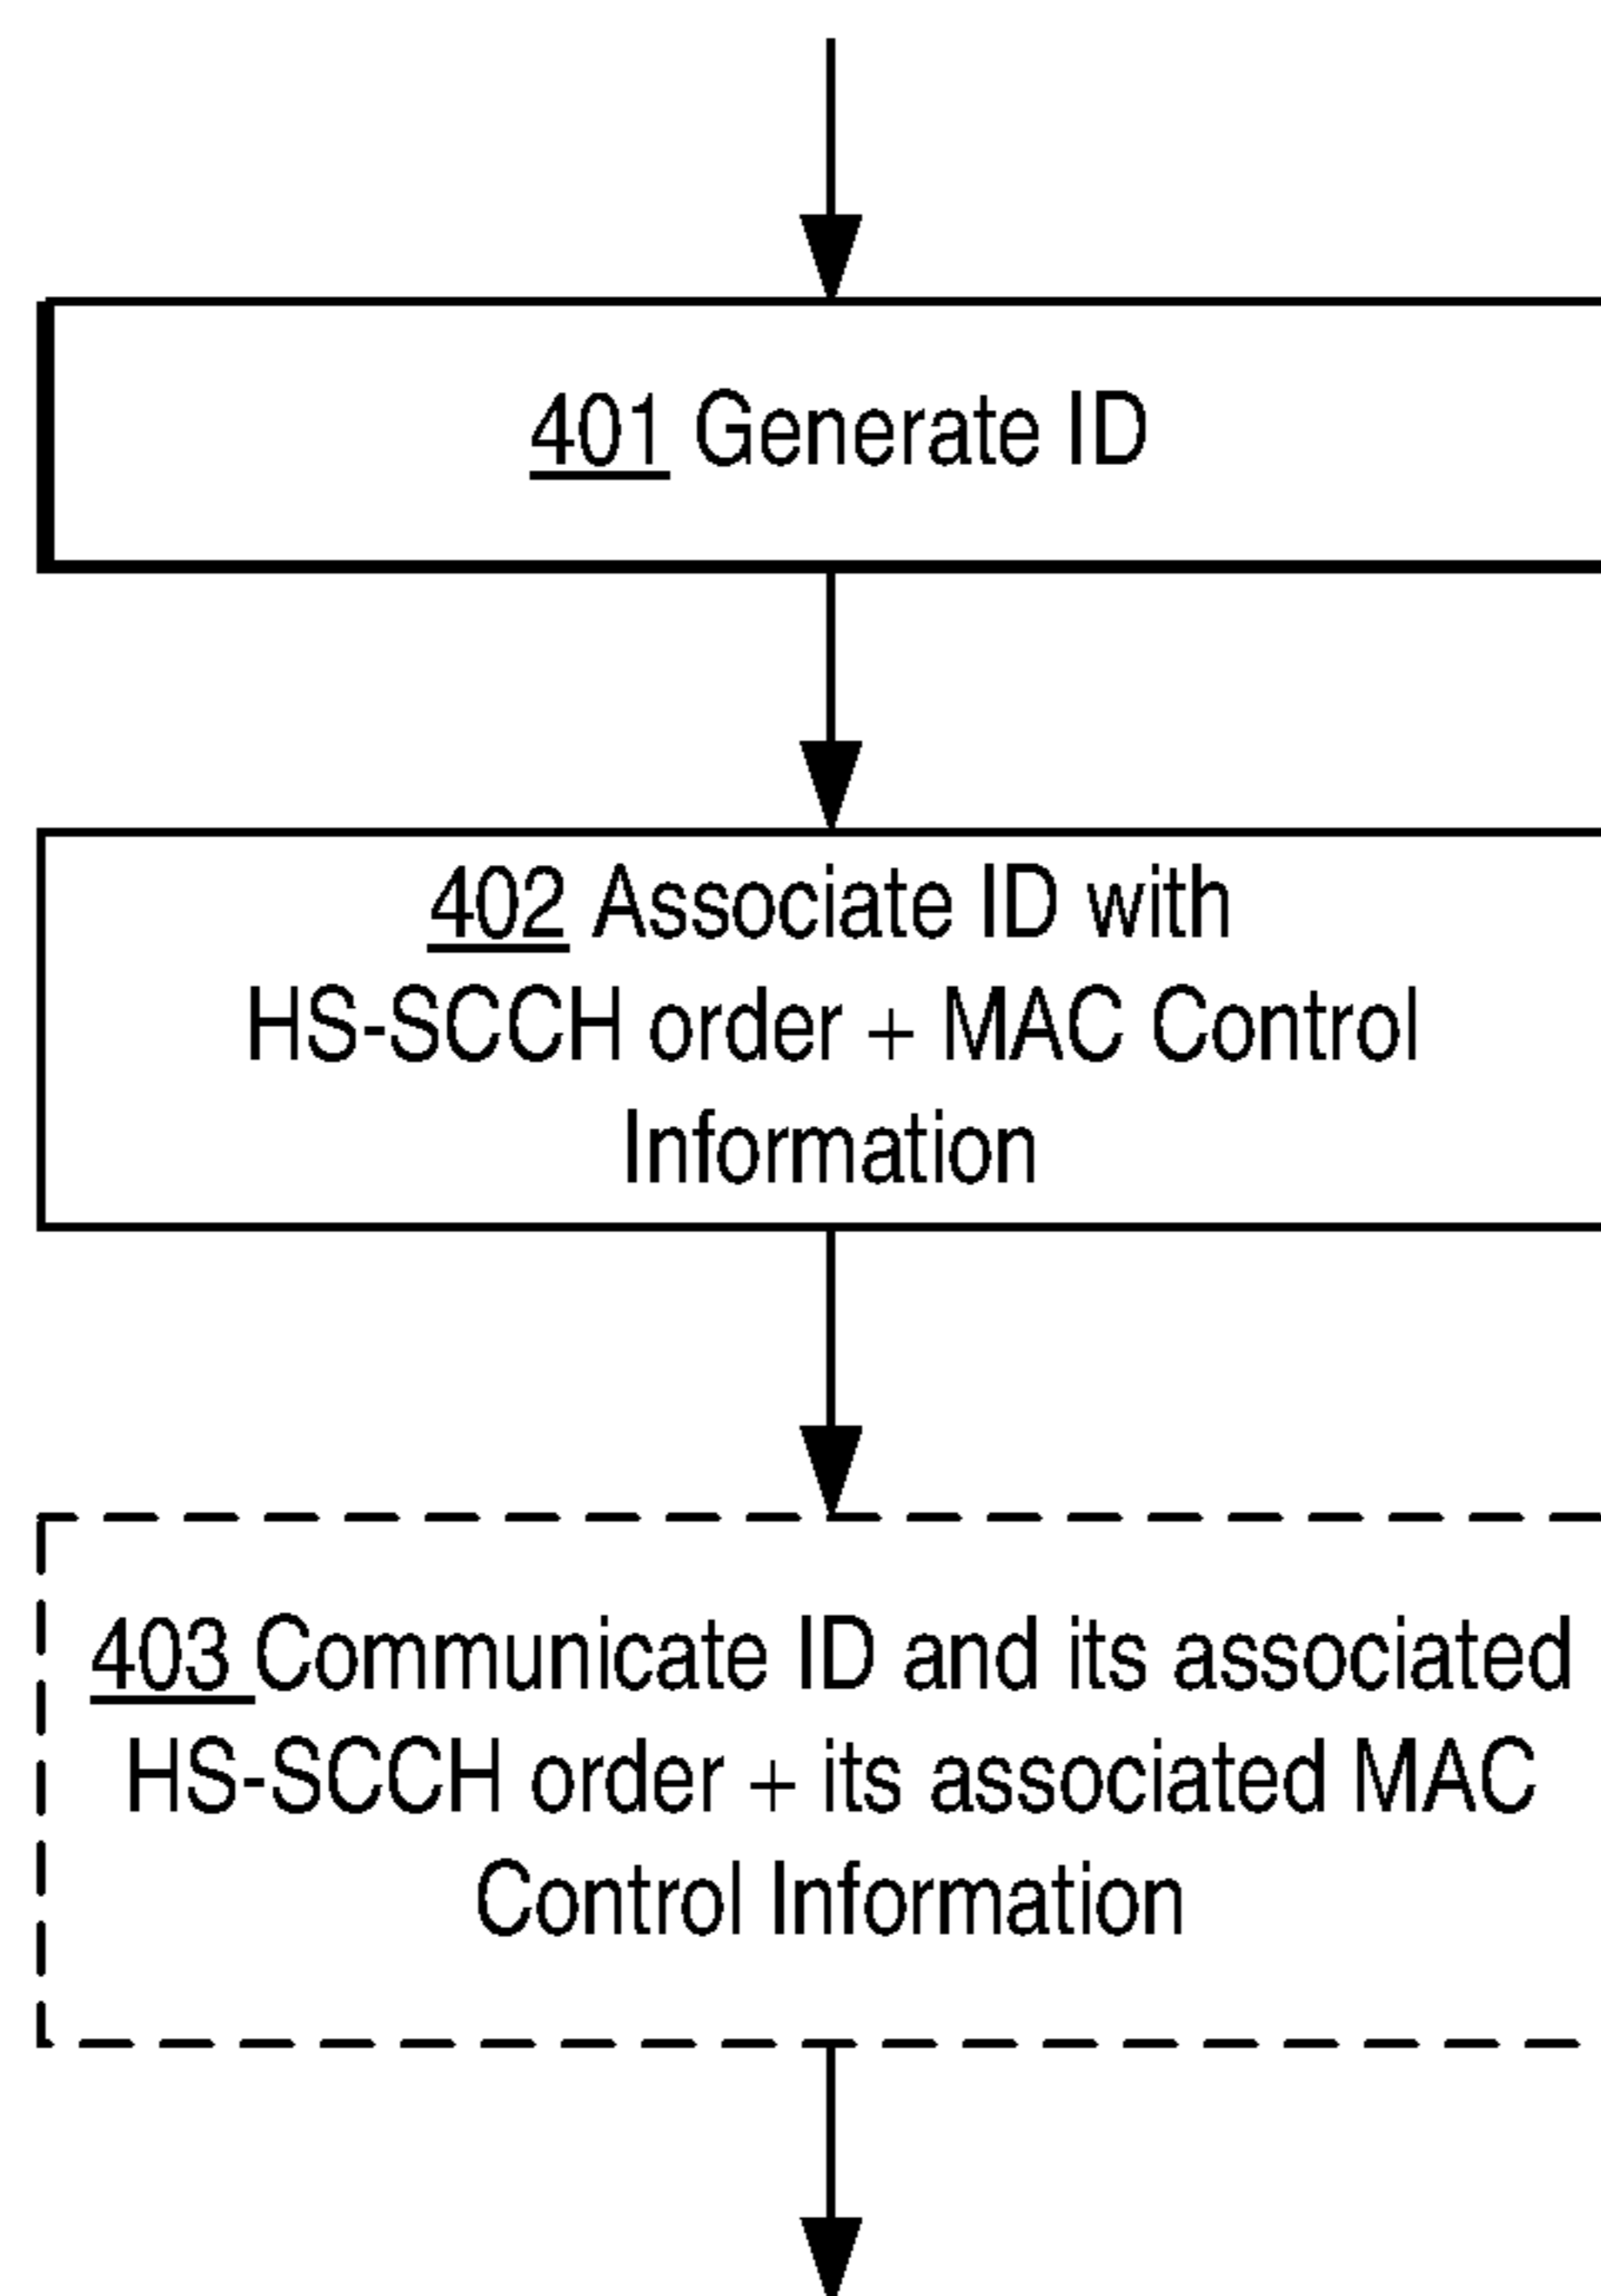 401 Generate ID
402 Associate ID with
HS-SCCH order + MAC Control
Information
403 Communicate ID and its associated
HS-SCCH order + its associated MAC
Control Information